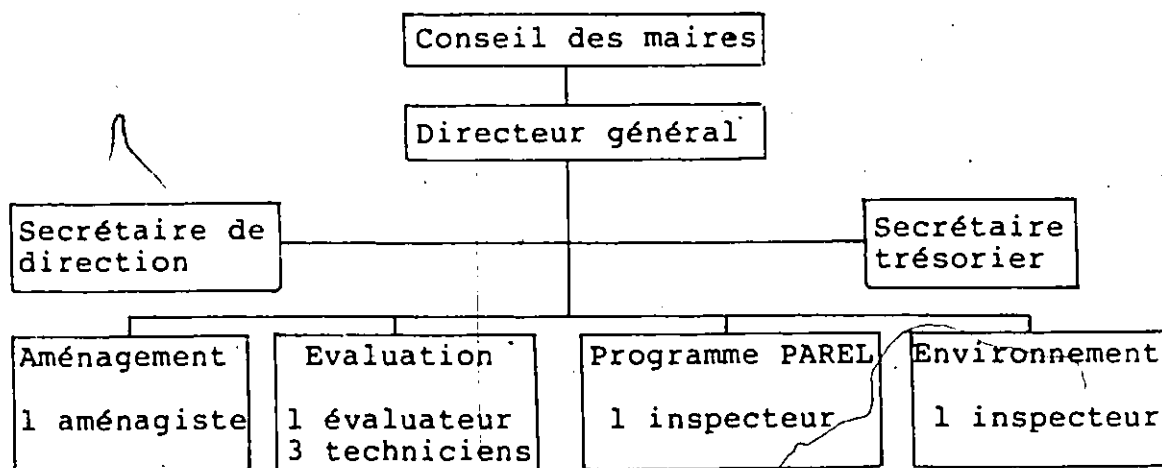 Conseil des maires
Directeur général
Secrétaire de
direction
Secrétaire
trésorier
Aménagement
1 aménagiste
Evaluation
1 évaluateur
3 techniciens
Programme PAREL
1 inspecteur
Environnement
1 inspecteur